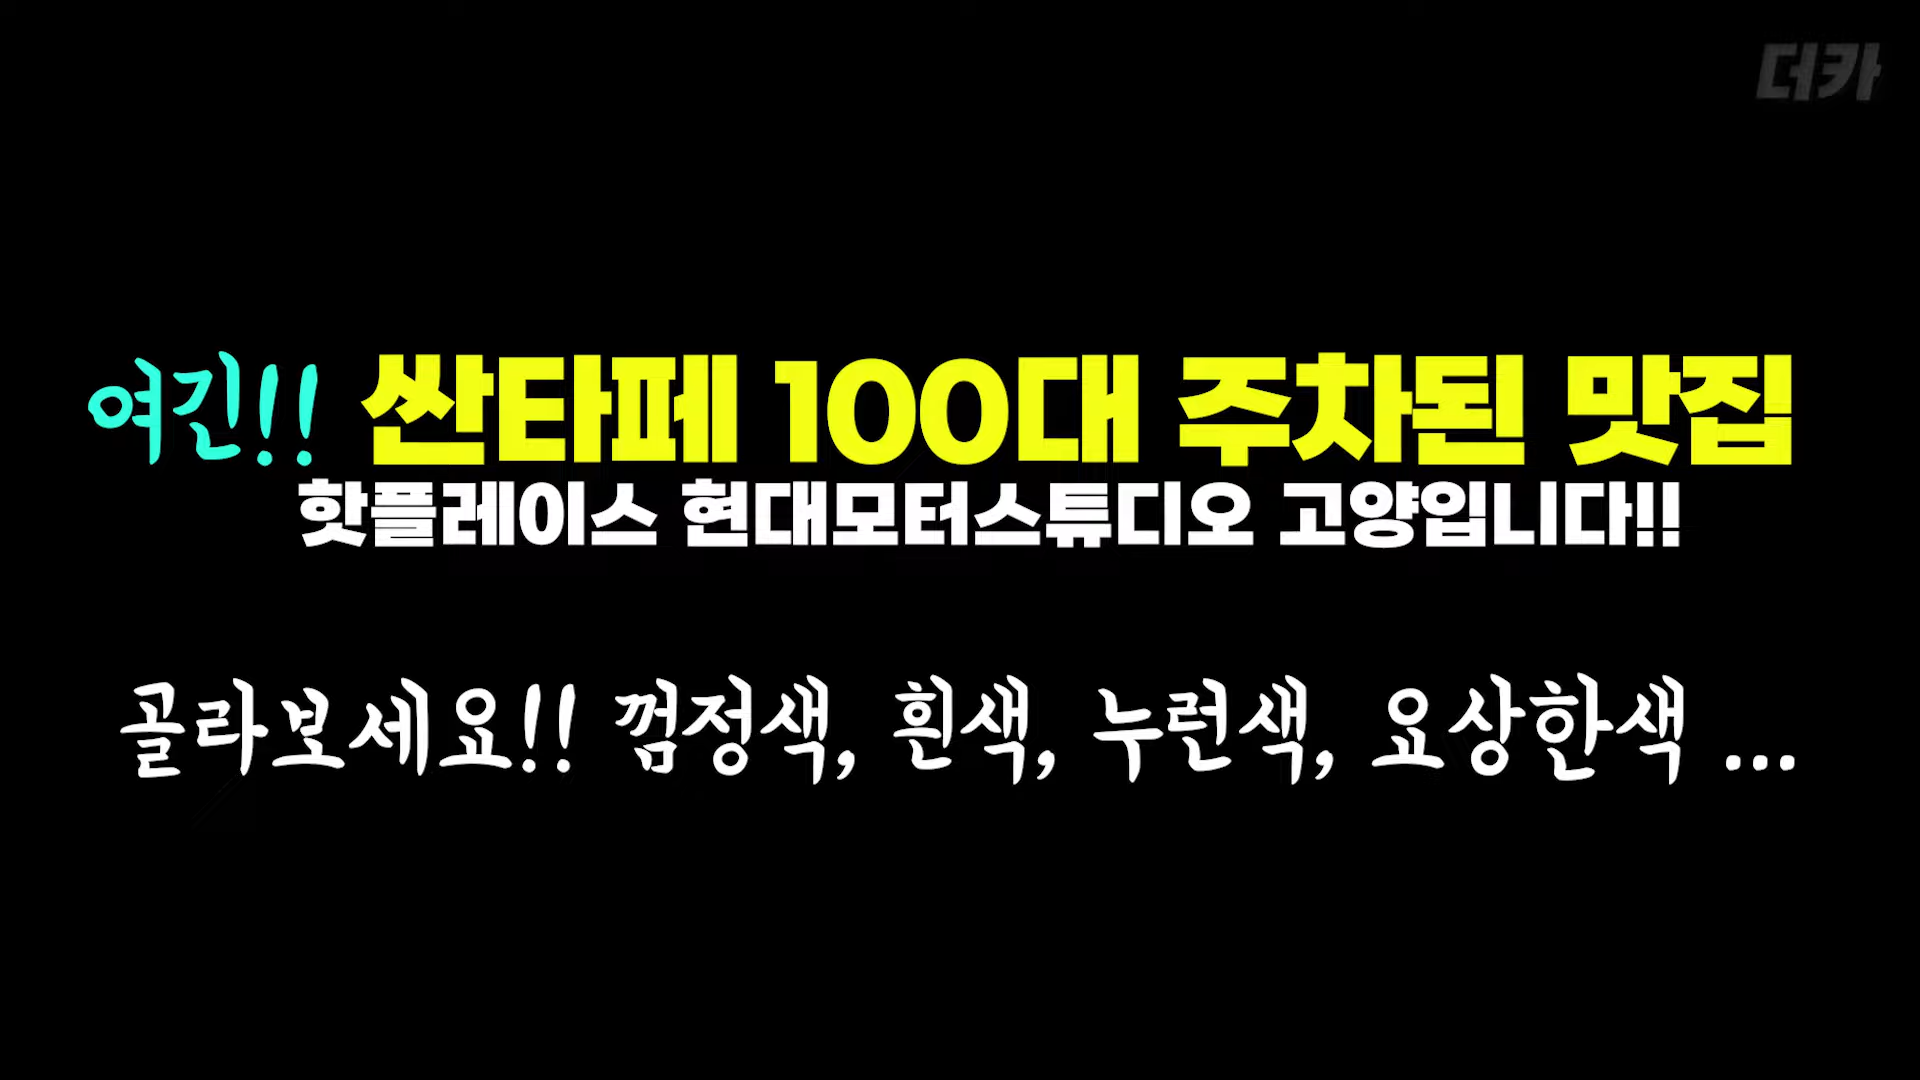 더카
여긴!! 싼타페 100대 주차된 맛집
핫플레이스 현대모터스튜디오 고양입니다!!
골라보세요!! 껌정색, 흰색, 누런색, 요상한색 ...